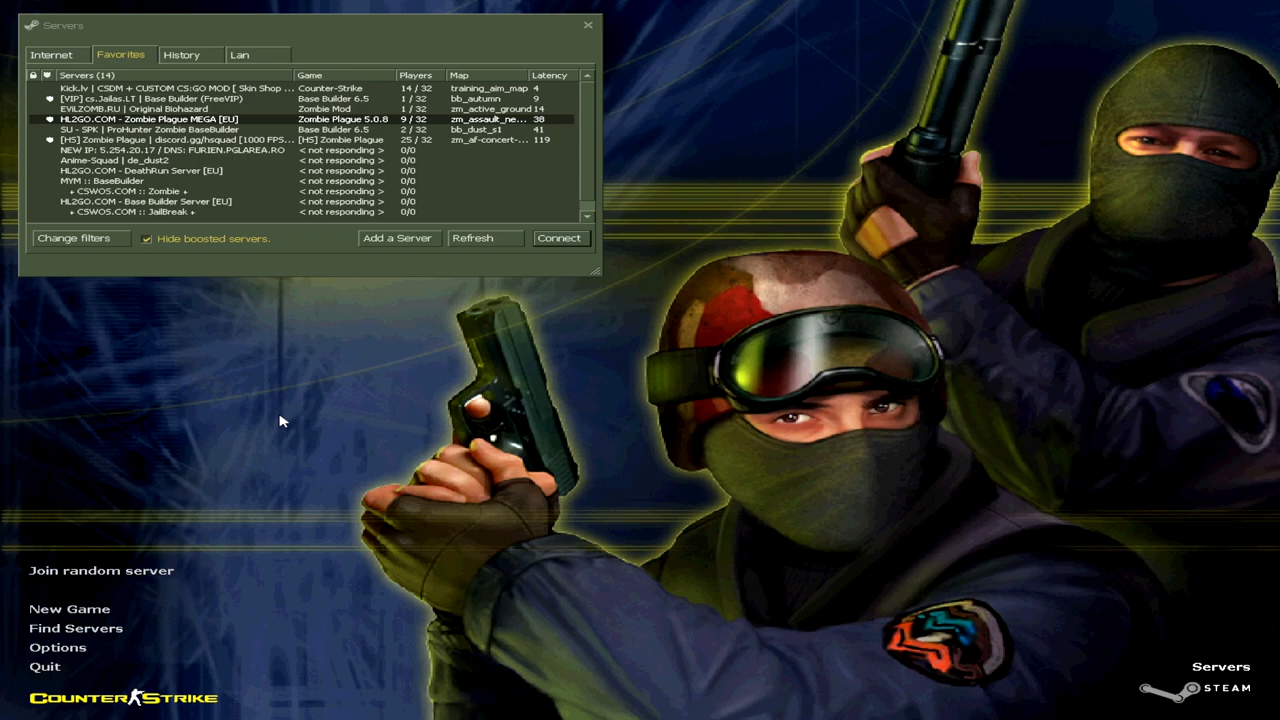 Servers
Internet Favorites History Lan
Servers (14) Game Players Map Latency
Kick.lv | CSDM + CUSTOM CS:GO MOD [ Skin Shop ... Counter-Strike 14 / 32 training_aim_map 4
[VIP] cs.Jailas.LT | Base Builder (FreeVIP) Base Builder 6.5 1 / 32 bb_autumn 9
EVILZOMB.RU | Original Biohazard Zombie Mod 1 / 32 zm_active_ground 14
HL2GO.COM - Zombie Plague MEGA [EU] Zombie Plague 5.0.8 9 / 32 zm_assault_ne... 38
SU - SPK | ProHunter Zombie BaseBuilder Base Builder 6.5 2 / 32 bb_dust_s1 41
[HS] Zombie Plague | discord.gg/hsquad [1000 FPS... [HS] Zombie Plague 25 / 32 zm_af-concert-... 119
NEW IP: 5.254.20.17 / DNS: FURIEN.PGLAREA.RO < not responding > 0/0
Anime-Squad | de_dust2 < not responding > 0/0
HL2GO.COM - DeathRun Server [EU] < not responding > 0/0
MYM :: BaseBuilder < not responding > 0/0
+ CSWOS.COM :: Zombie + < not responding > 0/0
HL2GO.COM - Base Builder Server [EU] < not responding > 0/0
+ CSWOS.COM :: JailBreak + < not responding > 0/0
Change filters Hide boosted servers. Add a Server Refresh Connect
Join random server
New Game
Find Servers
Options
Quit
COUNTER STRIKE
Servers
STEAM